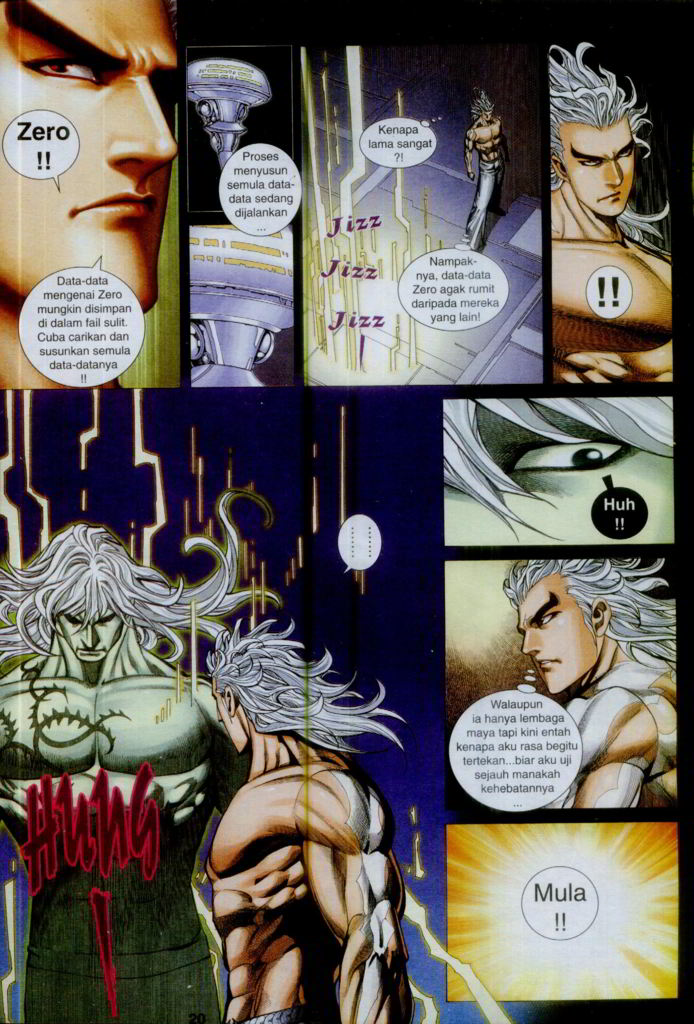 Zero
!!
Data-data
mengenai Zero
mungkin disimpan
di dalam fail sulit.
Cuba carikan dan
susunkan semula
data-datanya
!!
Proses
menyusun
semula data-
data sedang
dijalankan
...
Kenapa
lama sangat
?!
Jizz
Jizz
Jizz
!
Nampak-
nya, data-data
Zero agak rumit
daripada mereka
yang lain!
!!
HUNG
!
Huh
!!
Walaupun
ia hanya lembaga
maya tapi kini entah
kenapa aku rasa begitu
tertekan...biar aku uji
sejauh manakah
kehebatannya
...
Mula
!!
20